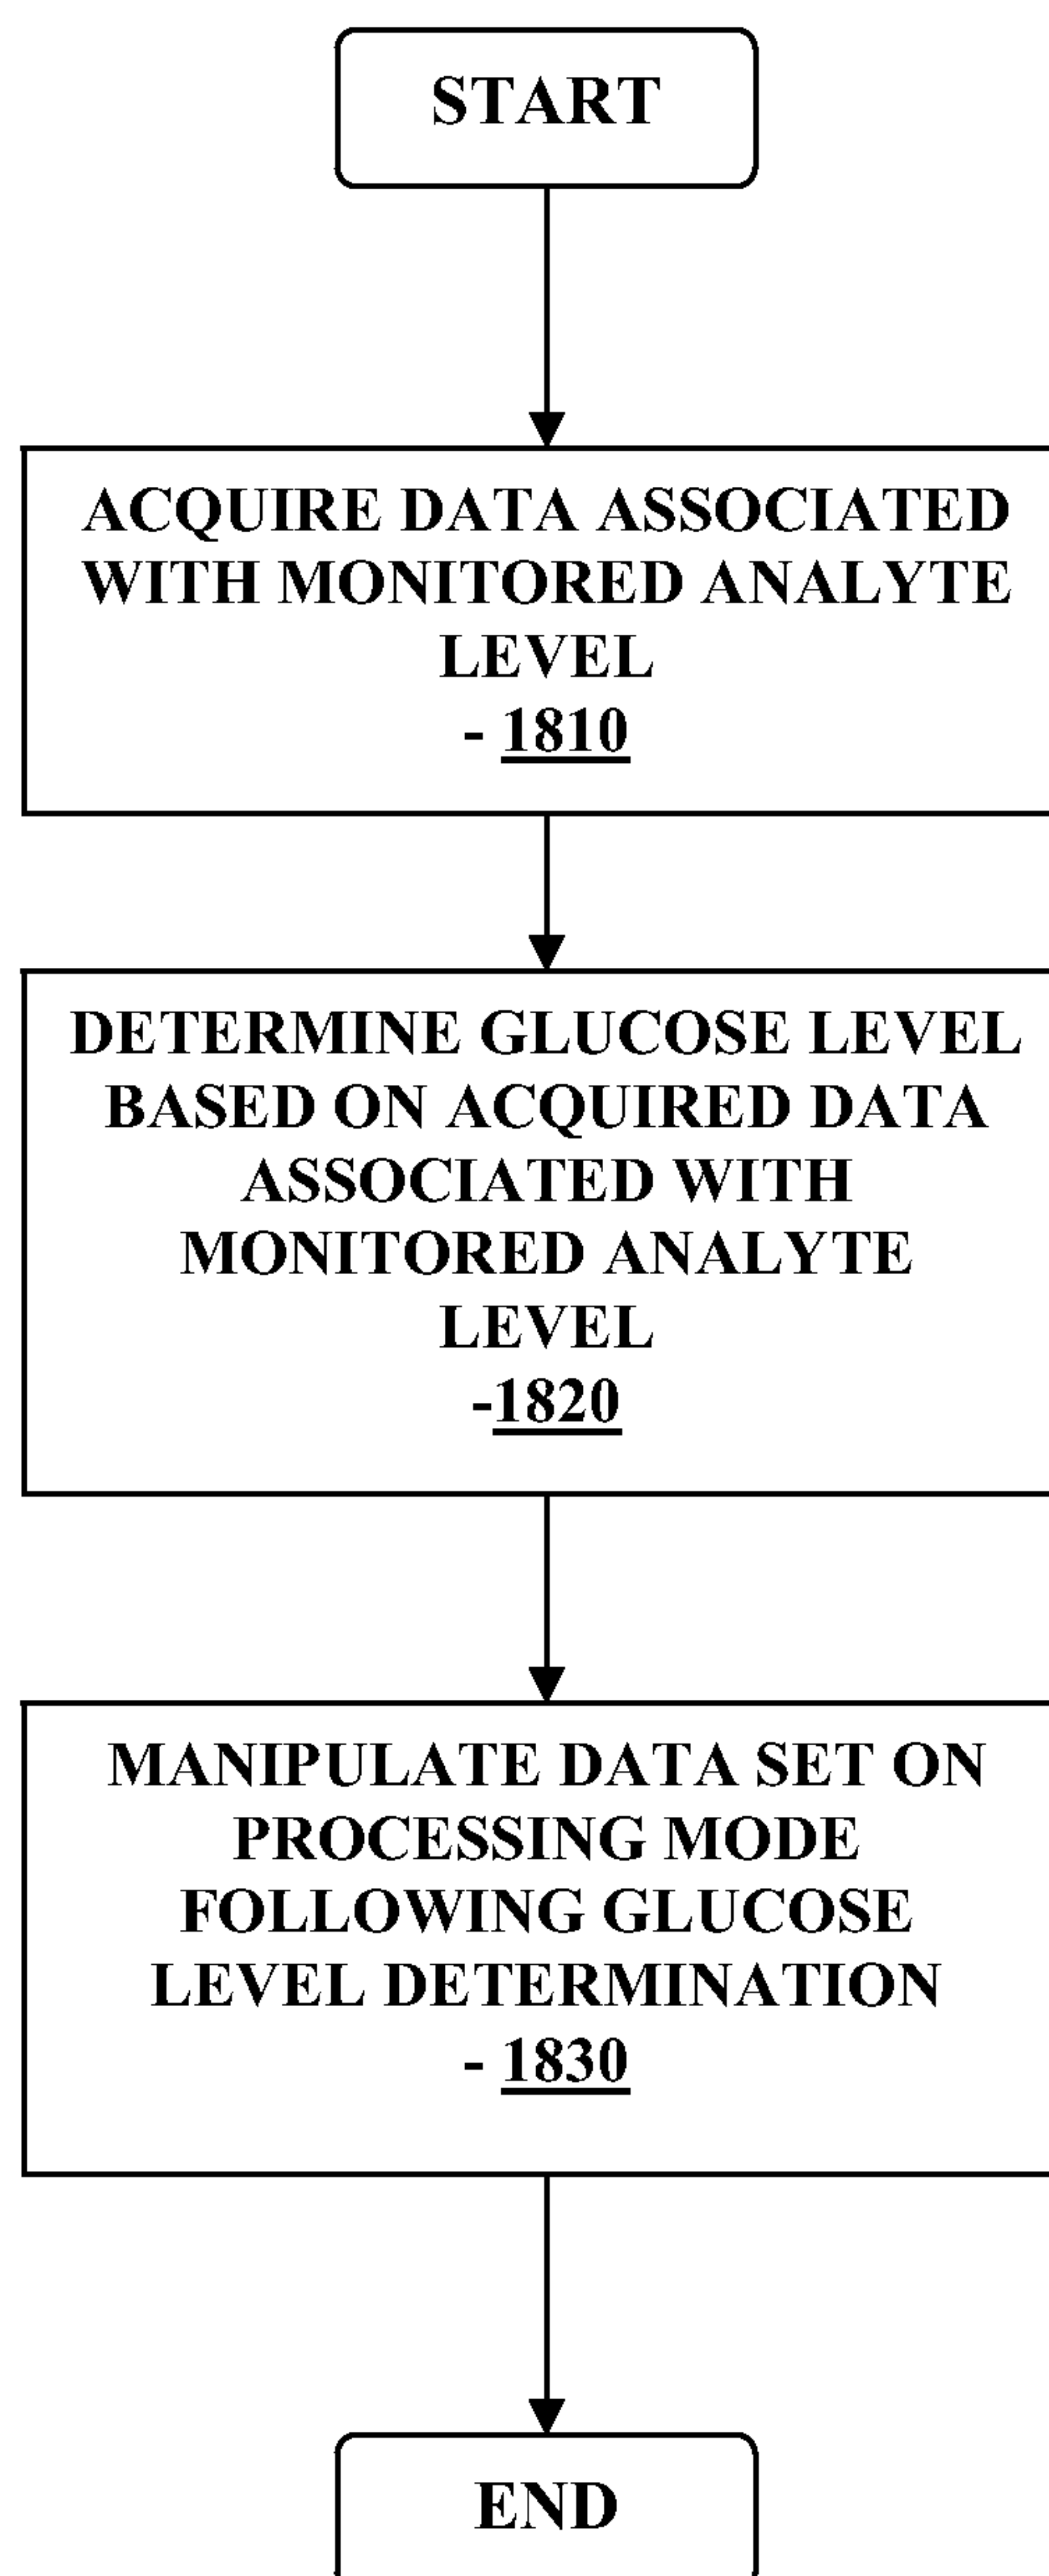 START
ACQUIRE DATA ASSOCIATED
WITH MONITORED ANALYTE
LEVEL
- 1810
DETERMINE GLUCOSE LEVEL
BASED ON ACQUIRED DATA
ASSOCIATED WITH
MONITORED ANALYTE
LEVEL
-1820
MANIPULATE DATA SET ON
PROCESSING MODE
FOLLOWING GLUCOSE
LEVEL DETERMINATION
- 1830
END